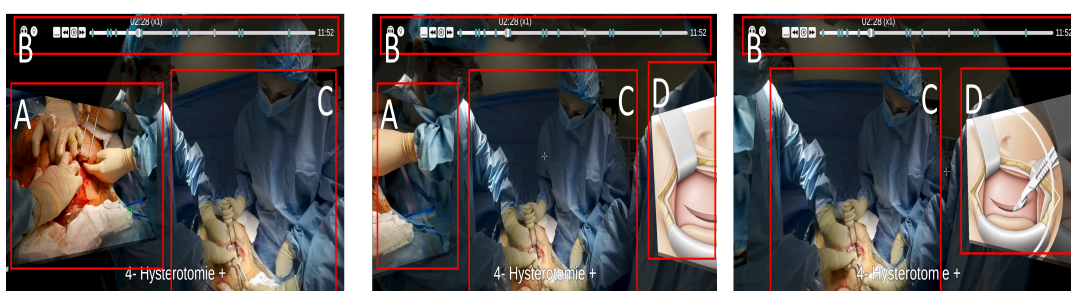 02:28 (x1)
11:52
B
A
C
4- Hysterotomie +
02:28 (x1)
11:52
B
A
C
D
4- Hysterotomie +
02:28 (x1)
11:52
B
C
D
4- Hysterotomie +